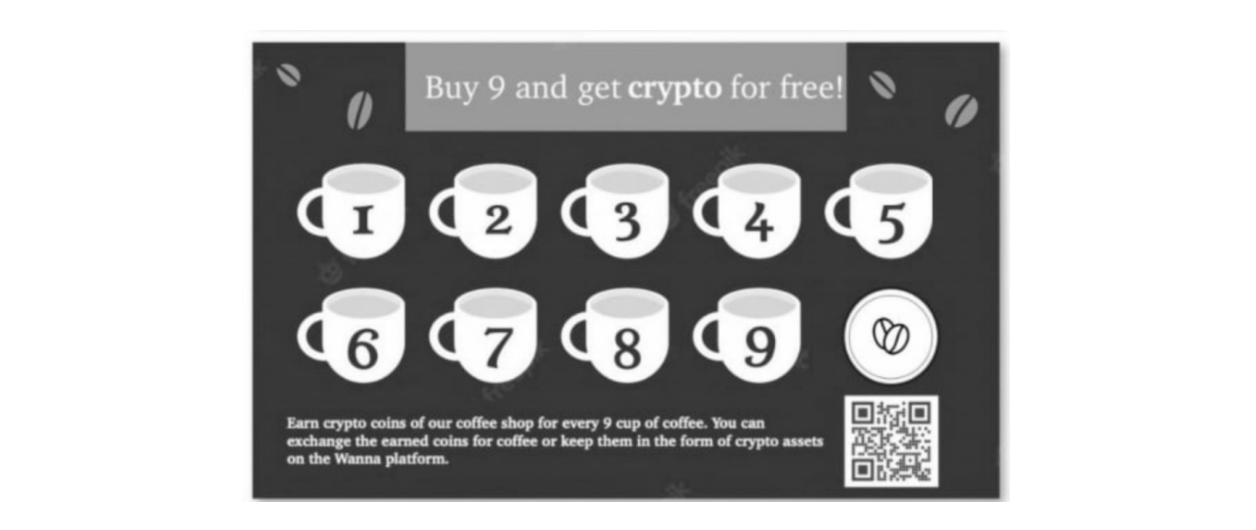 Buy 9 and get crypto for free!
1 2 3 4 5
6 7 8 9
Earn crypto coins of our coffee shop for every 9 cup of coffee. You can
exchange the earned coins for coffee or keep them in the form of crypto assets
on the Wanna platform.